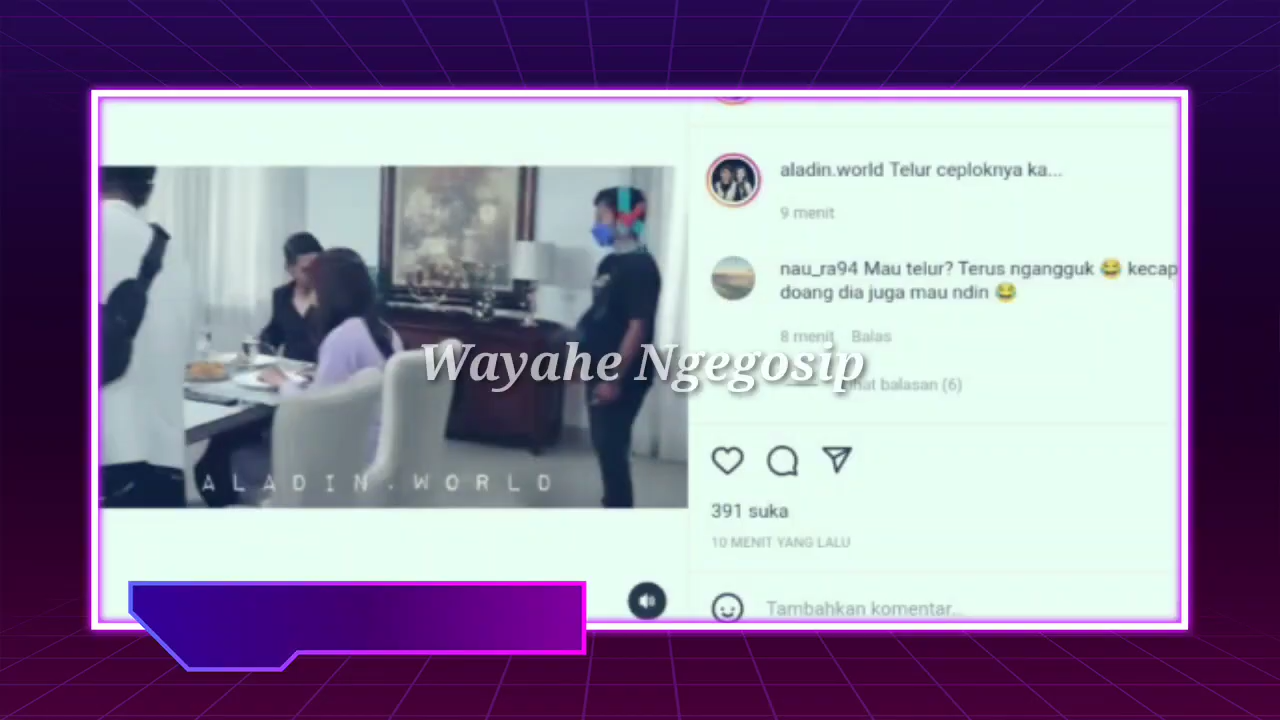 aladin.world Telur ceploknya ka...
9 menit
nau_ra94 Mau telur? Terus ngangguk 😂 kecap
doang dia juga mau ndin 😂
8 menit Balas
Wayahe Ngegosip
balasan (6)
ALADIN.WORLD
391 suka
10 MENIT YANG LALU
Tambahkan komentar...